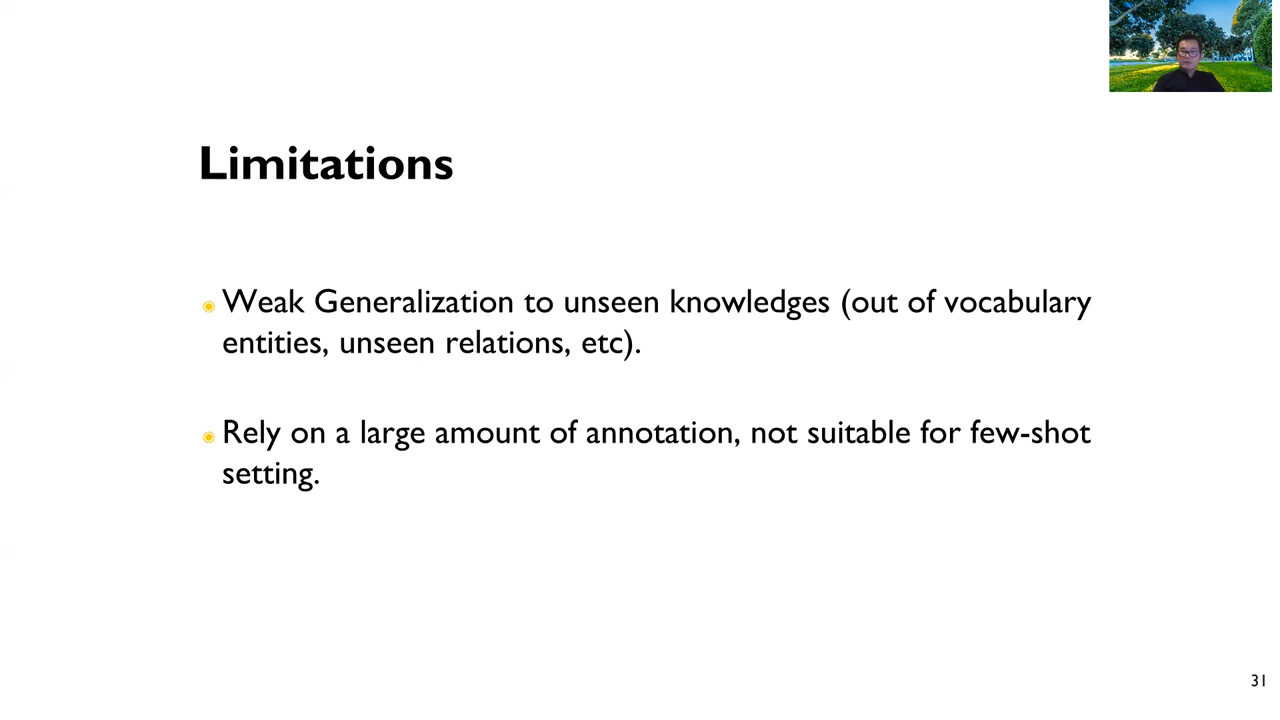 Limitations
Weak Generalization to unseen knowledges (out of vocabulary
entities, unseen relations, etc).
Rely on a large amount of annotation, not suitable for few-shot
setting.
31